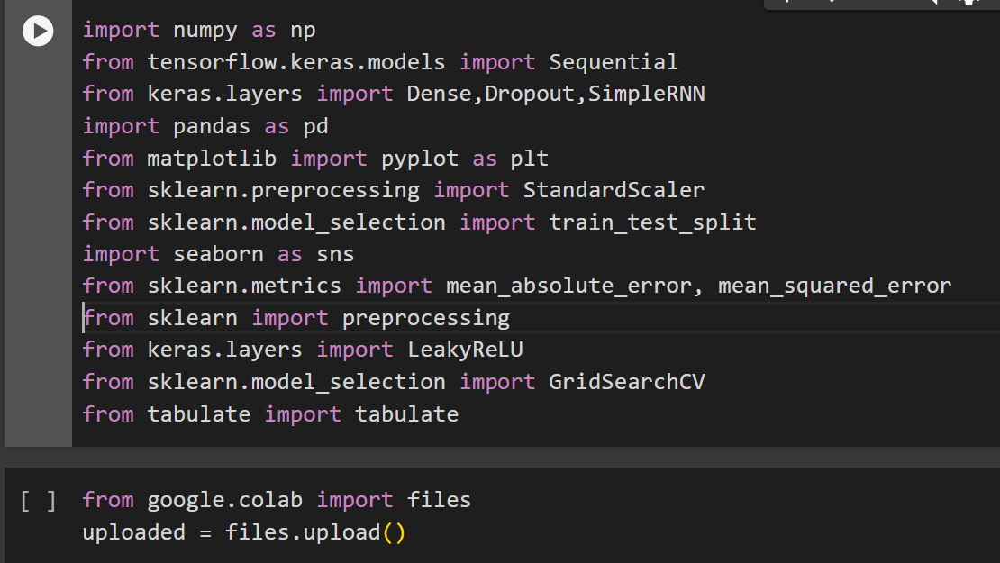 import numpy as np
from tensorflow.keras.models import Sequential
from keras.layers import Dense,Dropout,SimpleRNN
import pandas as pd
from matplotlib import pyplot as plt
from sklearn.preprocessing import StandardScaler
from sklearn.model_selection import train_test_split
import seaborn as sns
from sklearn.metrics import mean_absolute_error, mean_squared_error
from sklearn import preprocessing
from keras.layers import LeakyReLU
from sklearn.model_selection import GridSearchCV
from tabulate import tabulate
[ ] from google.colab import files
uploaded = files.upload()